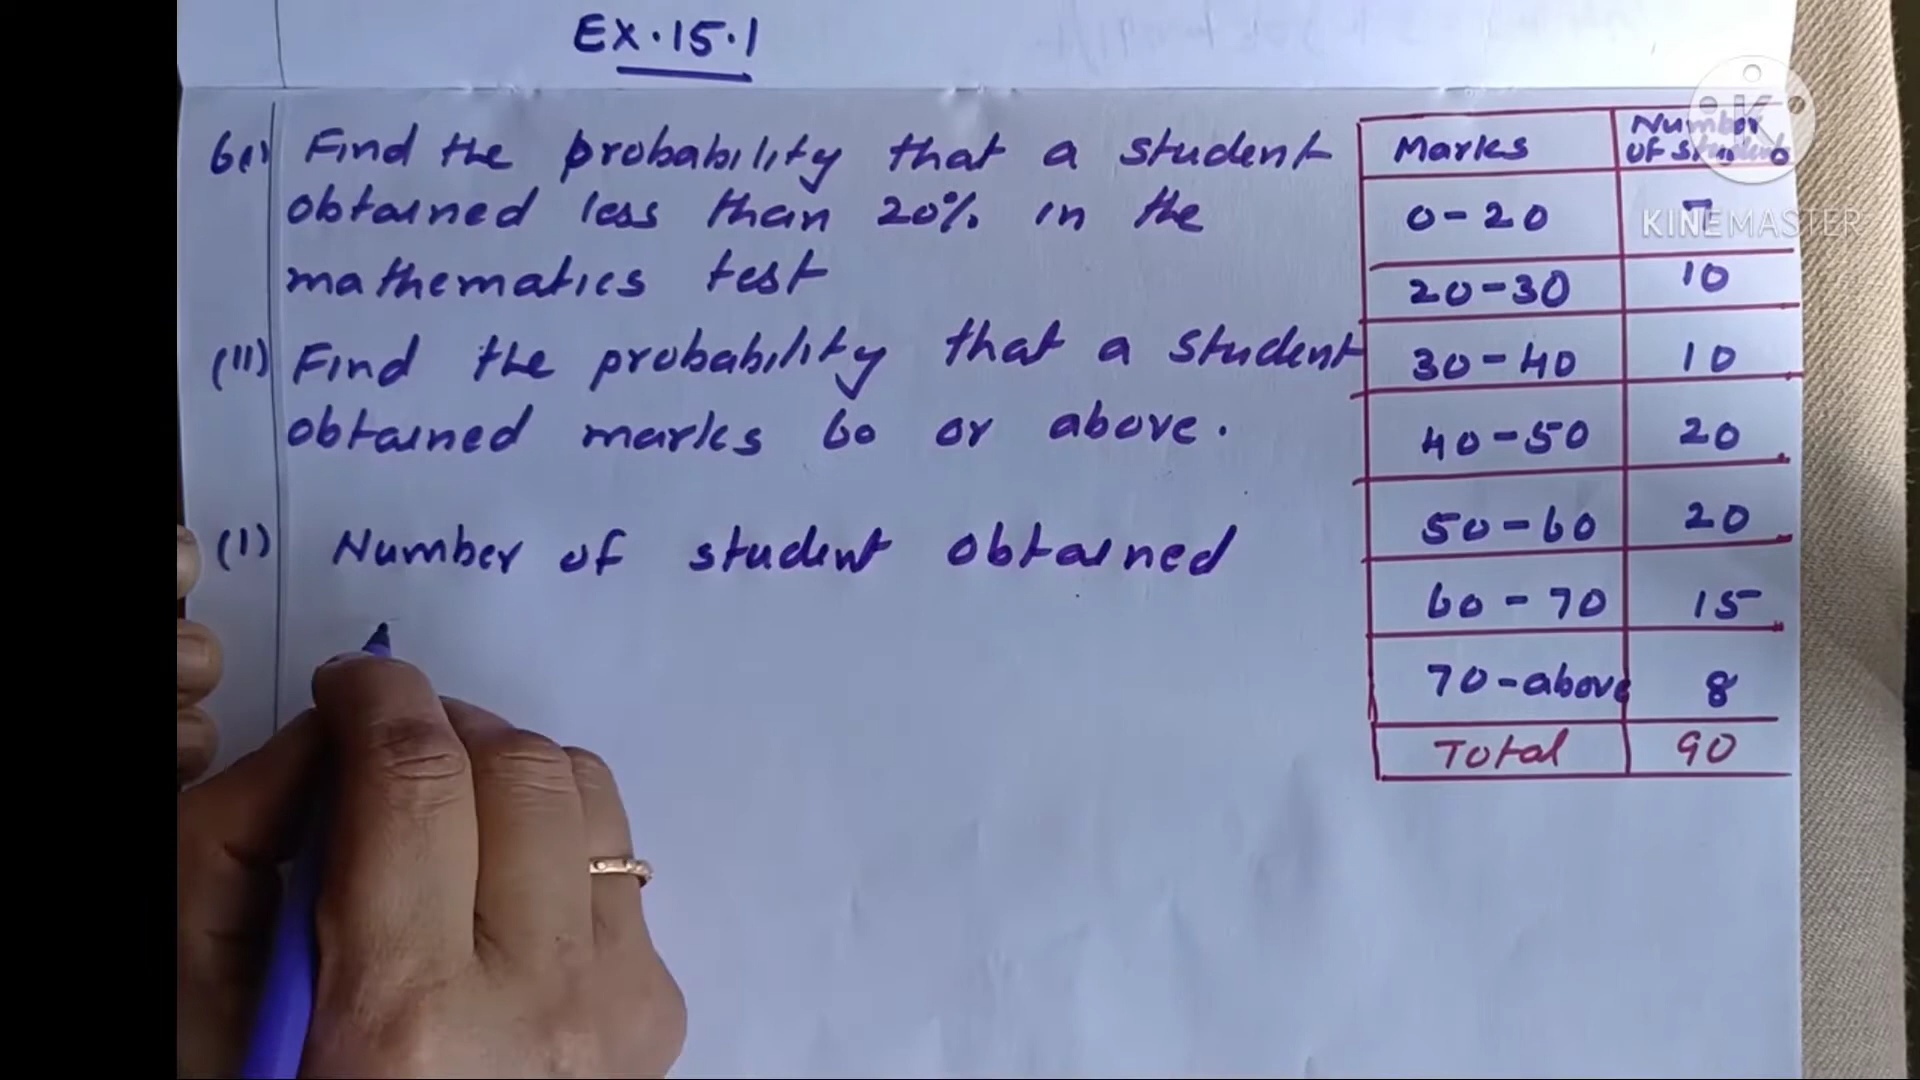 Ex.15.1
6(i) Find the probability that a student
obtained less than 20% in the
mathematics test
(ii) Find the probability that a student
obtained marks 60 or above.
(i) Number of student obtained
Marks Number of students
0-20 7
20-30 10
30-40 10
40-50 20
50-60 20
60-70 15
70-above 8
Total 90
KINEMASTER